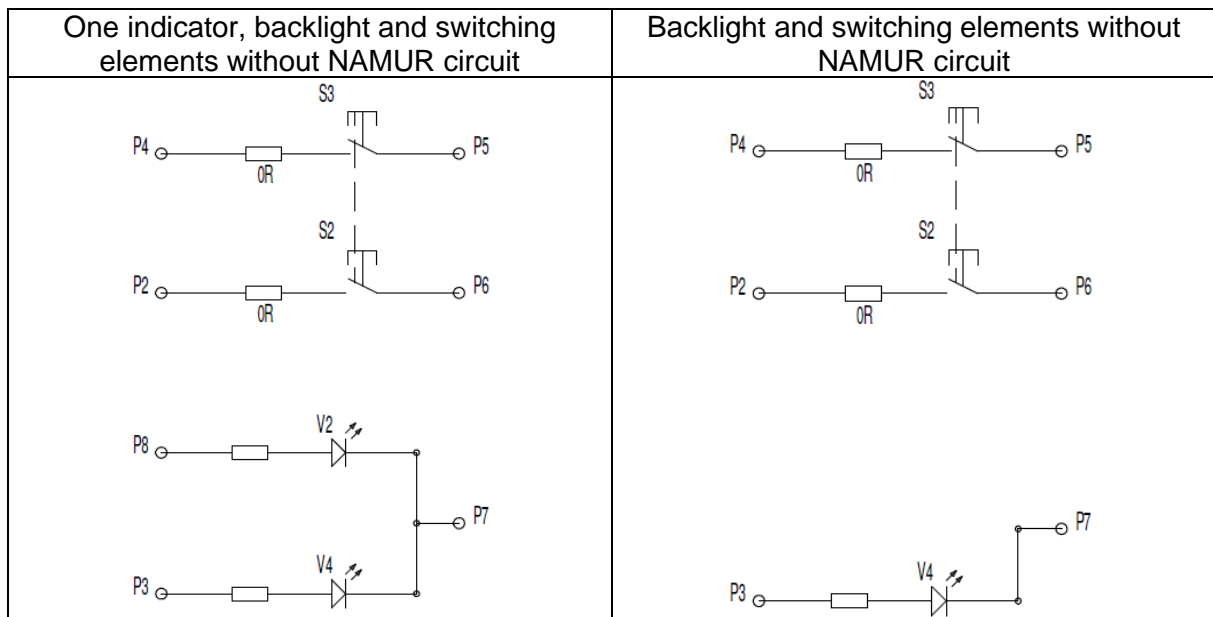 One indicator, backlight and switching
elements without NAMUR circuit
Backlight and switching elements without
NAMUR circuit
S3
P4
P5
0R
S2
P2
P6
0R
V2
P8
P7
V4
P3
S3
P4
P5
0R
S2
P2
P6
0R
P7
V4
P3